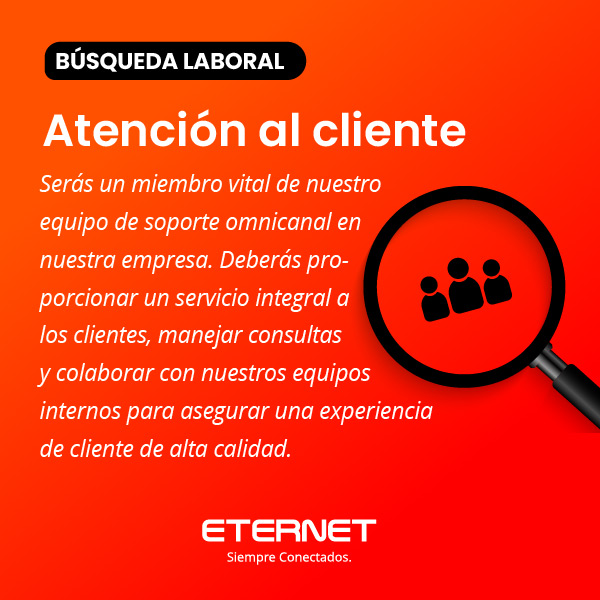 BÚSQUEDA LABORAL
Atención al cliente
Serás un miembro vital de nuestro
equipo de soporte omnicanal en
nuestra empresa. Deberás pro-
porcionar un servicio integral a
los clientes, manejar consultas
y colaborar con nuestros equipos
internos para asegurar una experiencia
de cliente de alta calidad.
ETERNET
Siempre Conectados.